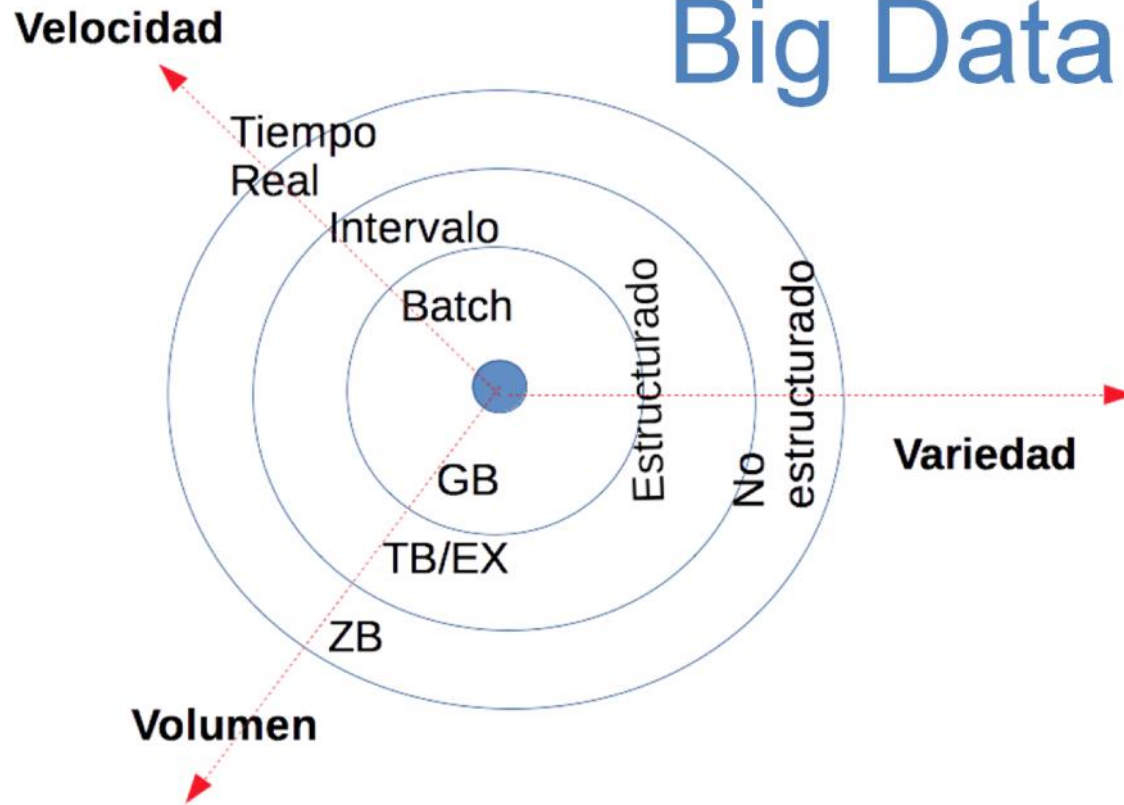 Big Data
Velocidad
Tiempo
Real
Intervalo
Batch
Estructurado
No
estructurado
Variedad
GB
TB/EX
ZB
Volumen